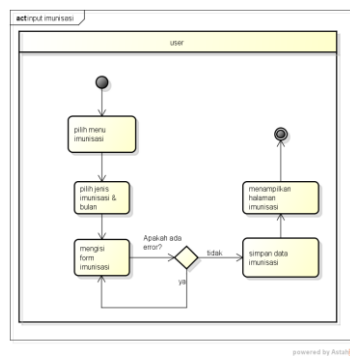 act input imunisasi
user
pilih menu
imunisasi
pilih jenis
imunisasi &
bulan
mengisi
form
imunisasi
Apakah ada
error?
ya
tidak
simpan data
imunisasi
menampilkan
halaman
imunisasi
powered by Astah